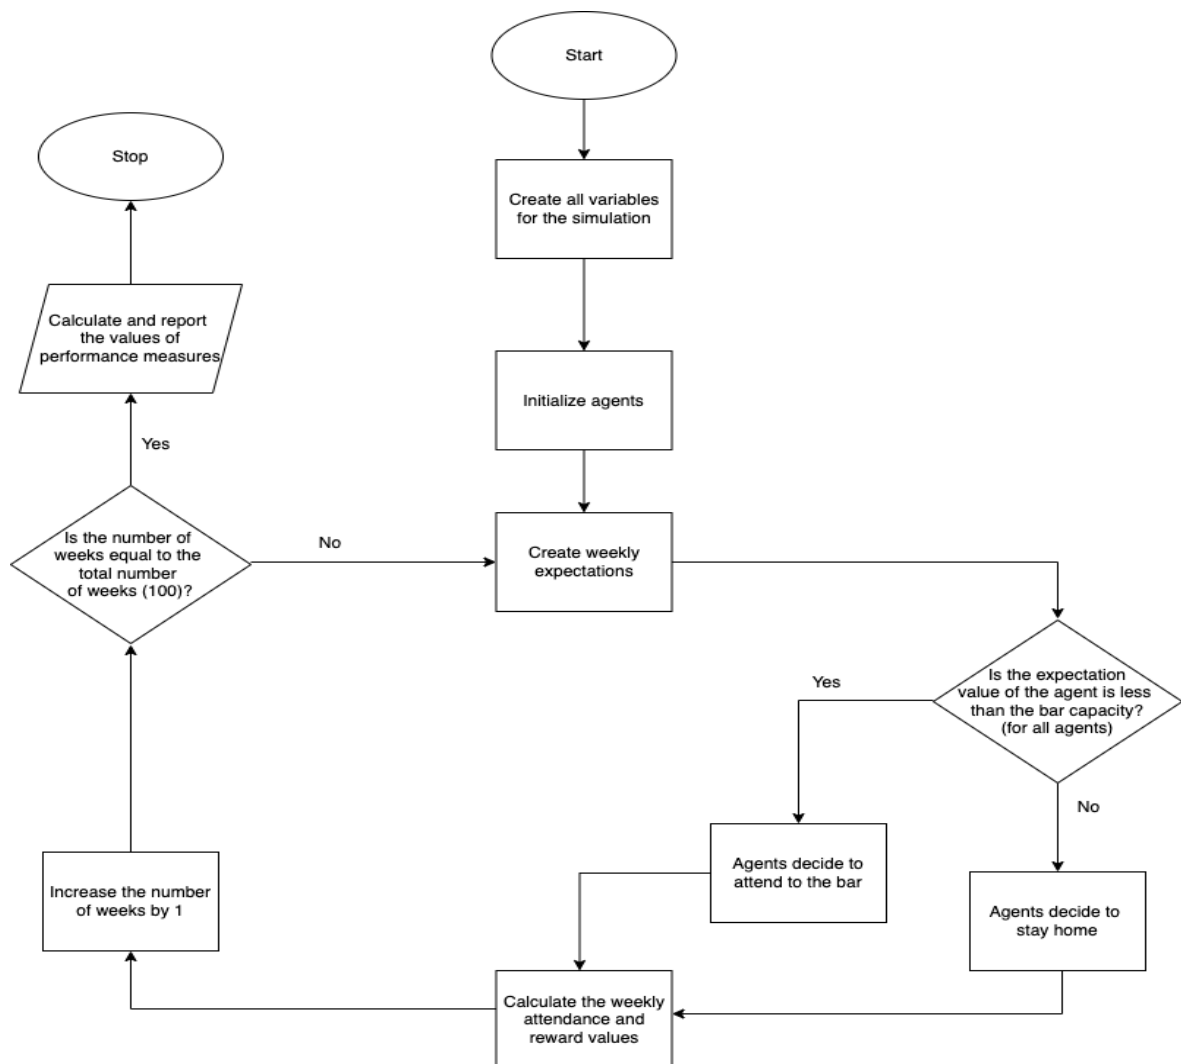 Start
Create all variables
for the simulation
Initialize agents
Create weekly
expectations
Is the expectation
value of the agent is less
than the bar capacity?
(for all agents)
Yes
No
Agents decide to
attend to the bar
Agents decide to
stay home
Calculate the weekly
attendance and
reward values
Increase the number
of weeks by 1
Is the number of
weeks equal to the
total number
of weeks (100)?
No
Yes
Calculate and report
the values of
performance measures
Stop